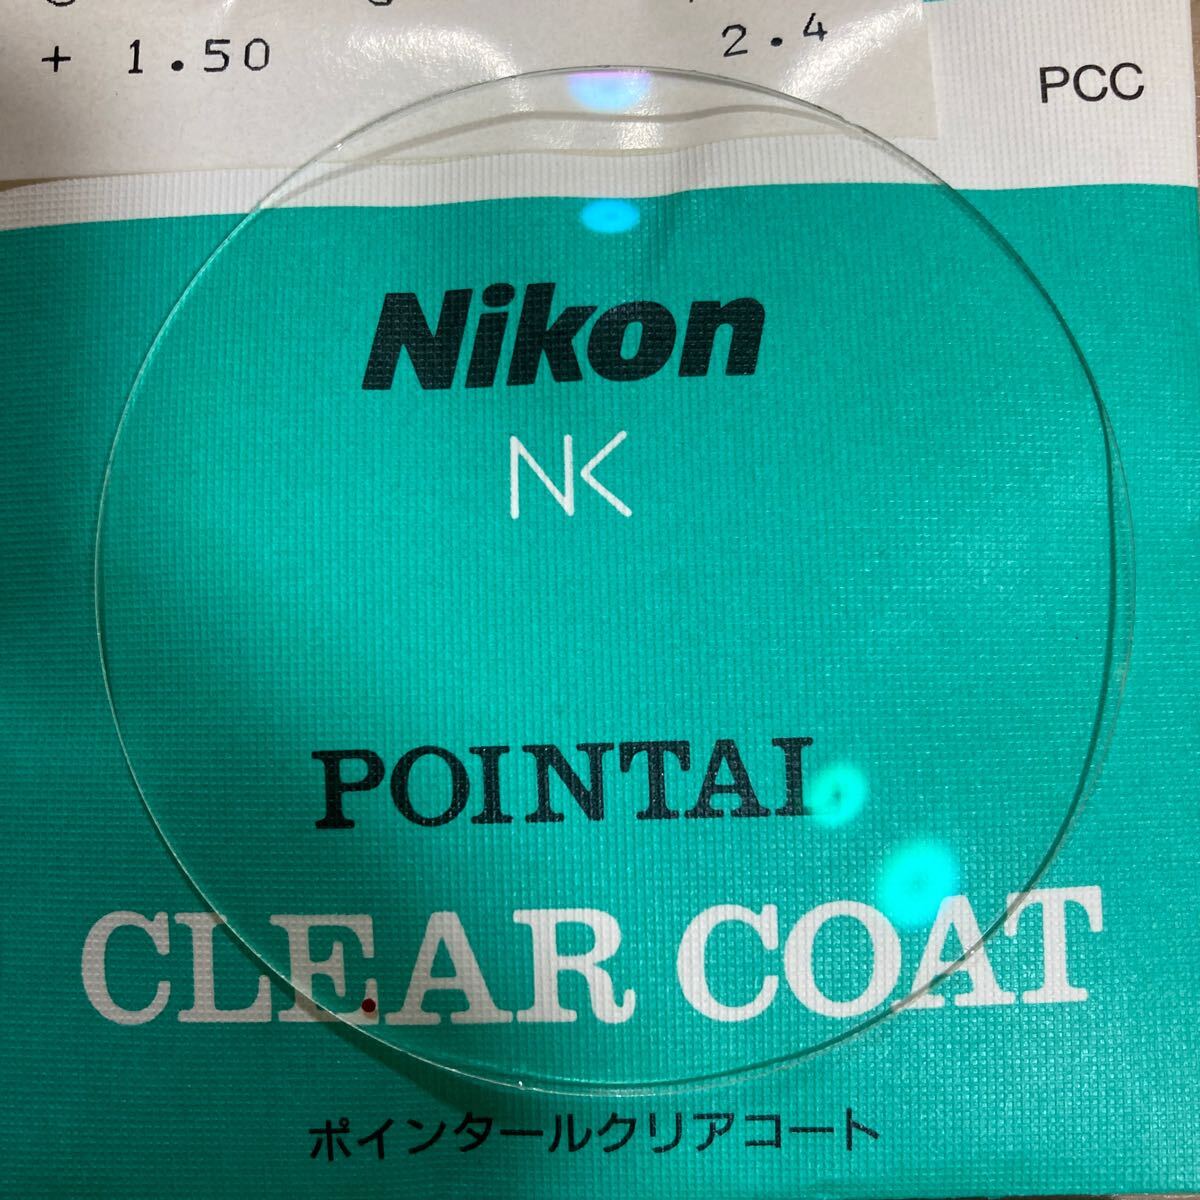 + 1.50 2.4
PCC
Nikon
NK
POINTAL
CLEAR COAT
ポインタールクリアコート